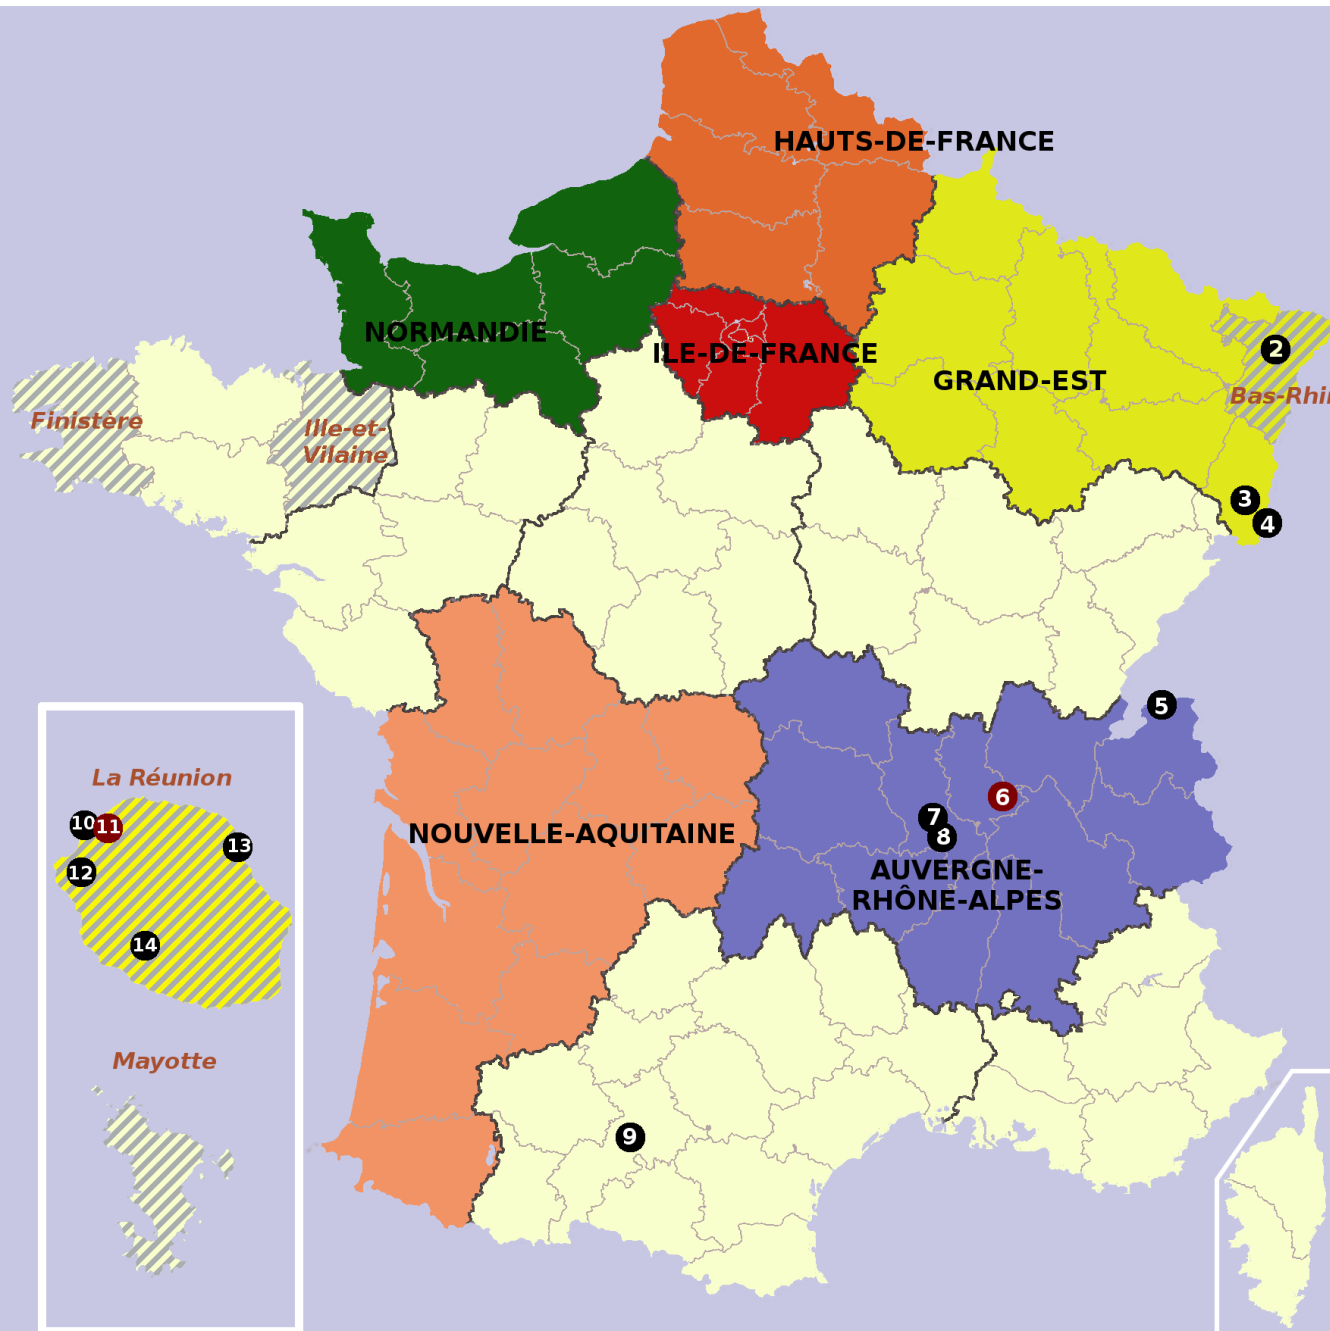 HAUTS-DE-FRANCE
NORMANDIE
ILE-DE-FRANCE
2
GRAND-EST
Bas-Rhi
Finistère
Ille-et-
Vilaine
3
4
5
La Réunion
6
10
11
7
NOUVELLE-AQUITAINE
8
13
12
AUVERGNE-
RHÔNE-ALPES
14
Mayotte
9